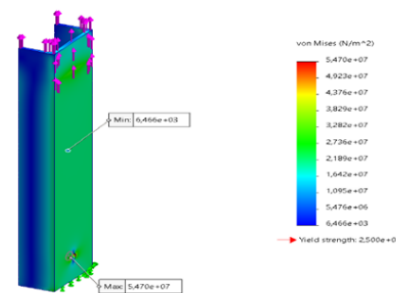 von Mises (N/m^2)
5,470e+07
4,923e+07
4,376e+07
3,829e+07
3,282e+07
2,736e+07
2,189e+07
1,642e+07
1,095e+07
5,476e+06
6,466e+03
Yield strength: 2,500e+0
Min: 6,466e+03
Max: 5,470e+07